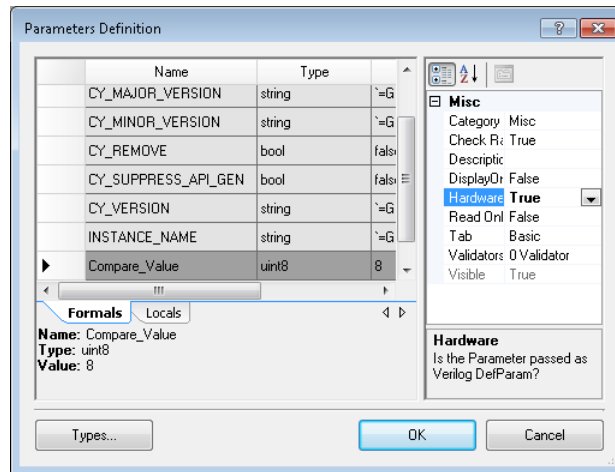 Parameters Definition
Name Type
CY_MAJOR_VERSION string `=G
CY_MINOR_VERSION string `=G
CY_REMOVE bool fals
CY_SUPPRESS_API_GEN bool fals
CY_VERSION string `=G
INSTANCE_NAME string `=G
Compare_Value uint8 8
Formals Locals
Name: Compare_Value
Type: uint8
Value: 8
Misc
Category Misc
Check Ra True
Descriptic
DisplayOr False
Hardware True
Read Onl False
Tab Basic
Validators 0 Validator
Visible True
Hardware
Is the Parameter passed as
Verilog DefParam?
Types... OK Cancel